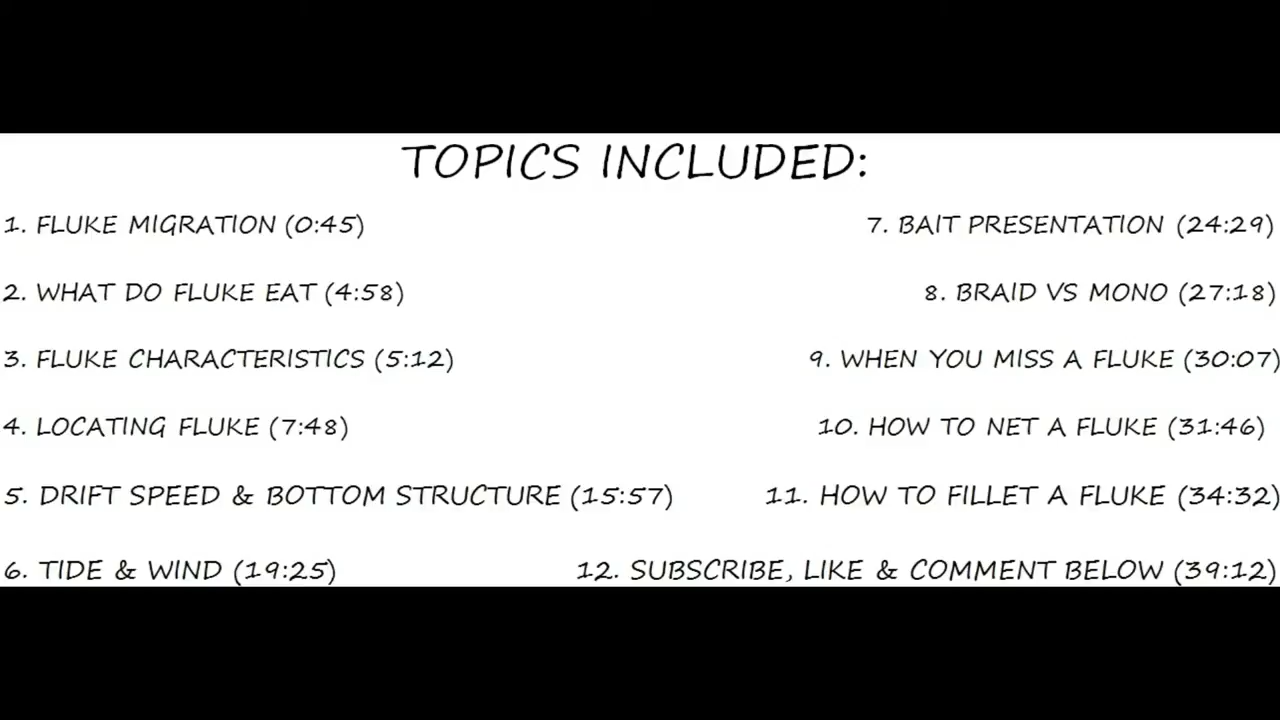 TOPICS INCLUDED:
1. FLUKE MIGRATION (0:45)
2. WHAT DO FLUKE EAT (4:58)
3. FLUKE CHARACTERISTICS (5:12)
4. LOCATING FLUKE (7:48)
5. DRIFT SPEED & BOTTOM STRUCTURE (15:57)
6. TIDE & WIND (19:25)
7. BAIT PRESENTATION (24:29)
8. BRAID VS MONO (27:18)
9. WHEN YOU MISS A FLUKE (30:07)
10. HOW TO NET A FLUKE (31:46)
11. HOW TO FILLET A FLUKE (34:32)
12. SUBSCRIBE, LIKE & COMMENT BELOW (39:12)